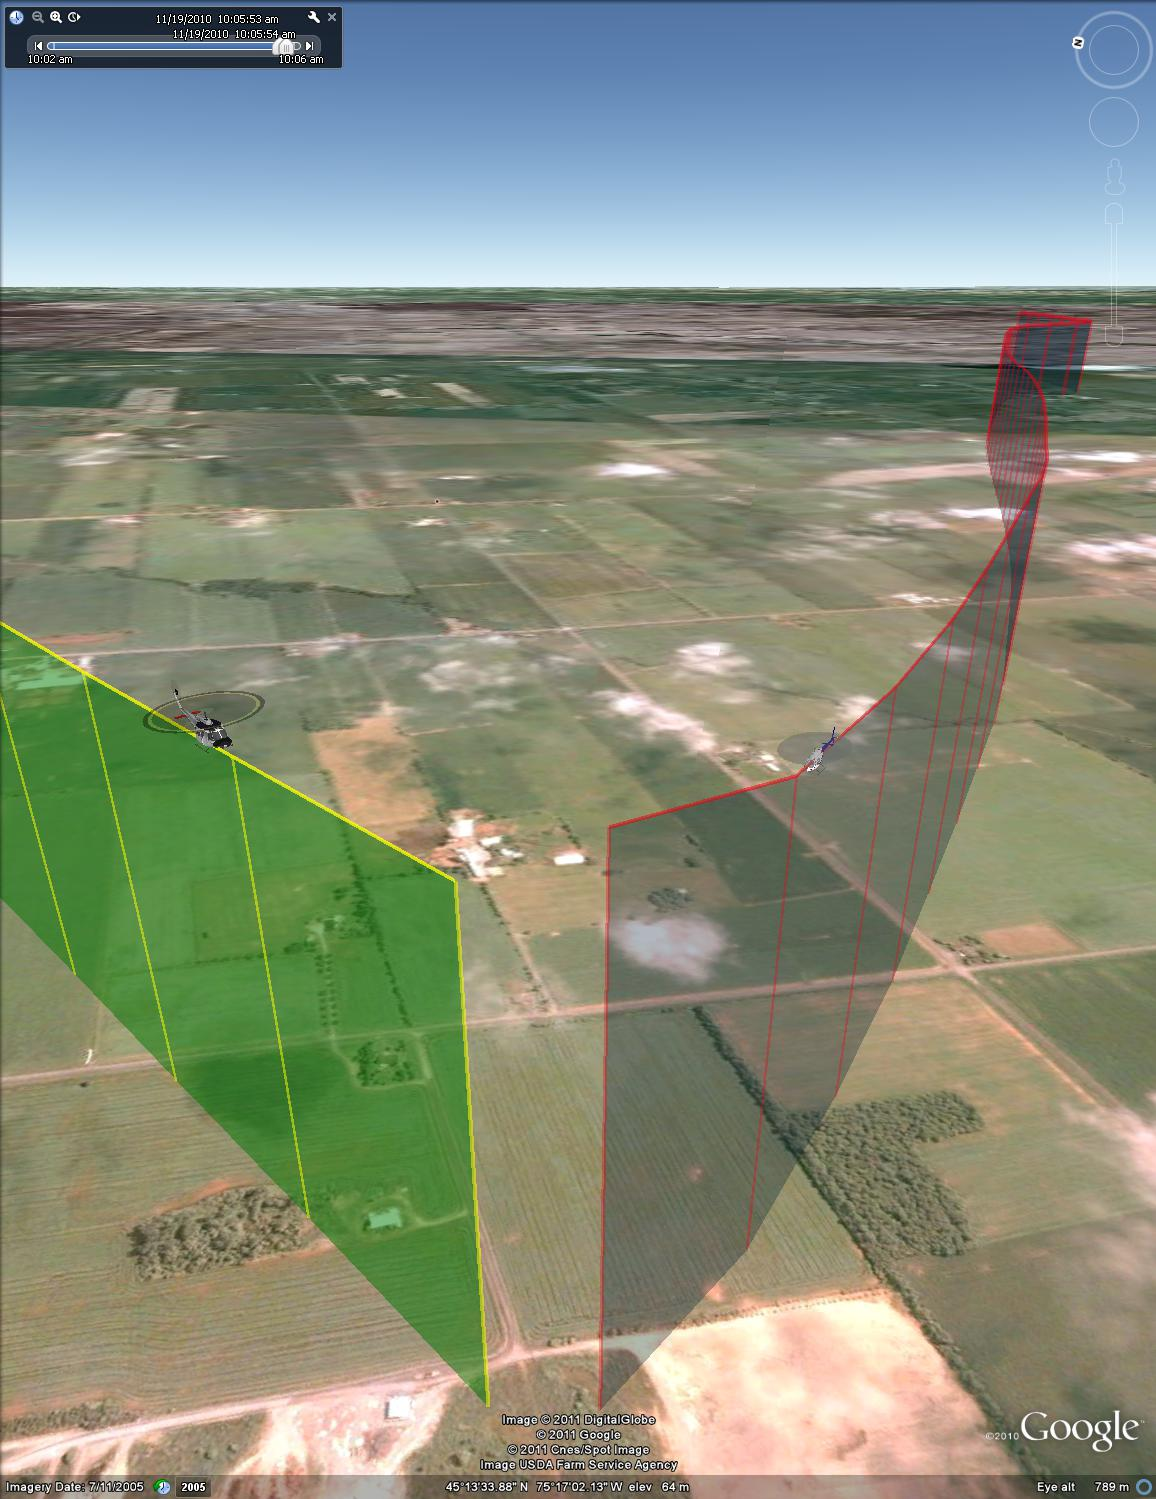 11/19/2010 10:05:53 am
11/19/2010 10:05:54 am
10:02 am
10:06 am
N
Image © 2011 DigitalGlobe
© 2011 Google
© 2011 Cnes/Spot Image
Image USDA Farm Service Agency
©2010 Google™
Imagery Date: 7/11/2005
2005
45°13'33.88" N 75°17'02.13" W elev 64 m
Eye alt 789 m